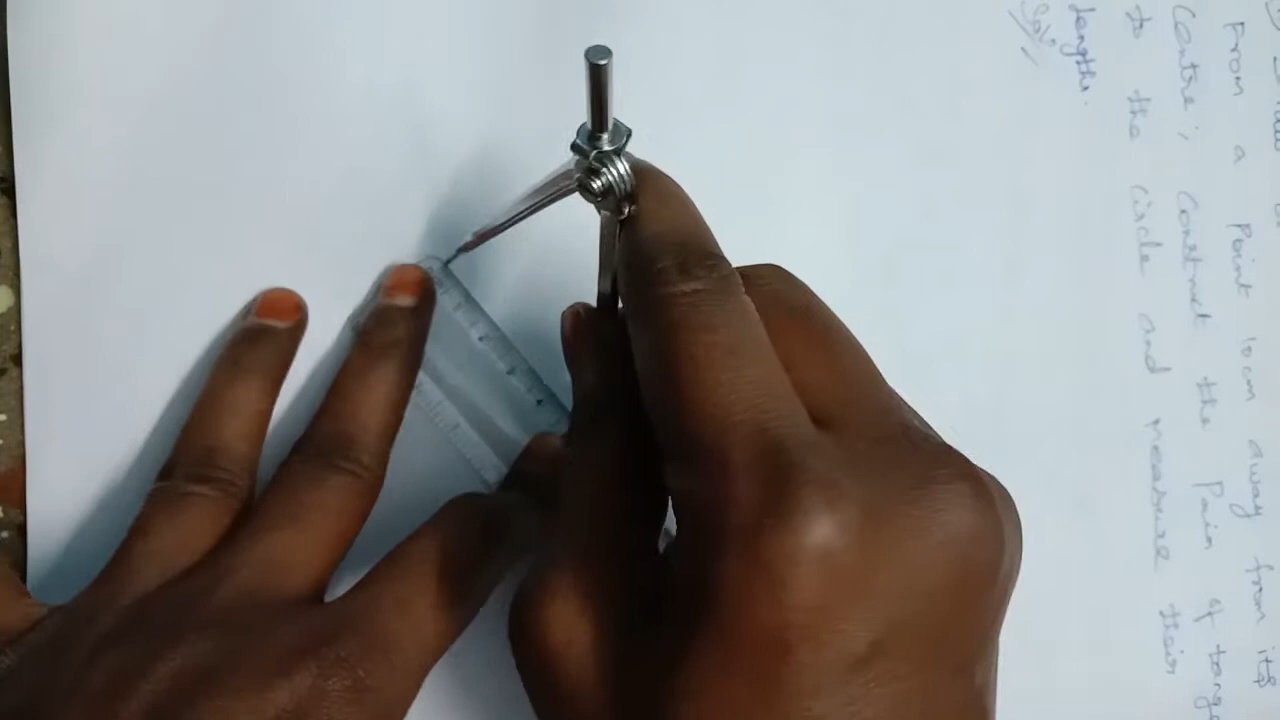 From a Point 10cm away from its
Centre, Construct the Pair of
to the circle and measure their
lengths.
Sol